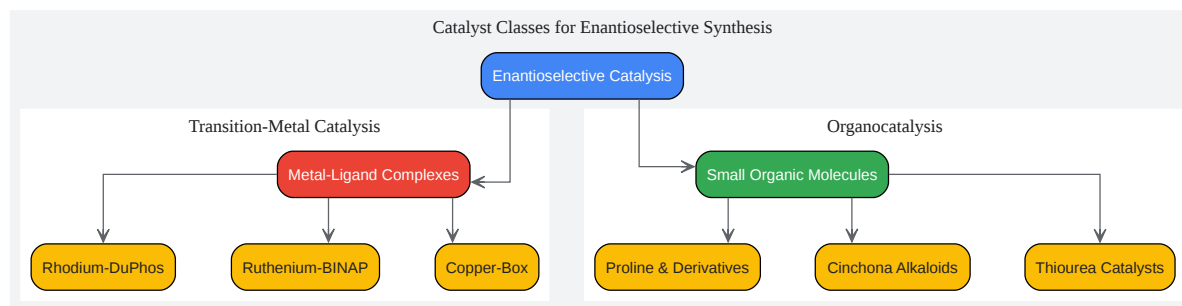 Catalyst Classes for Enantioselective Synthesis
Enantioselective Catalysis
Transition-Metal Catalysis
Organocatalysis
Metal-Ligand Complexes
Small Organic Molecules
Rhodium-DuPhos
Ruthenium-BINAP
Copper-Box
Proline & Derivatives
Cinchona Alkaloids
Thiourea Catalysts